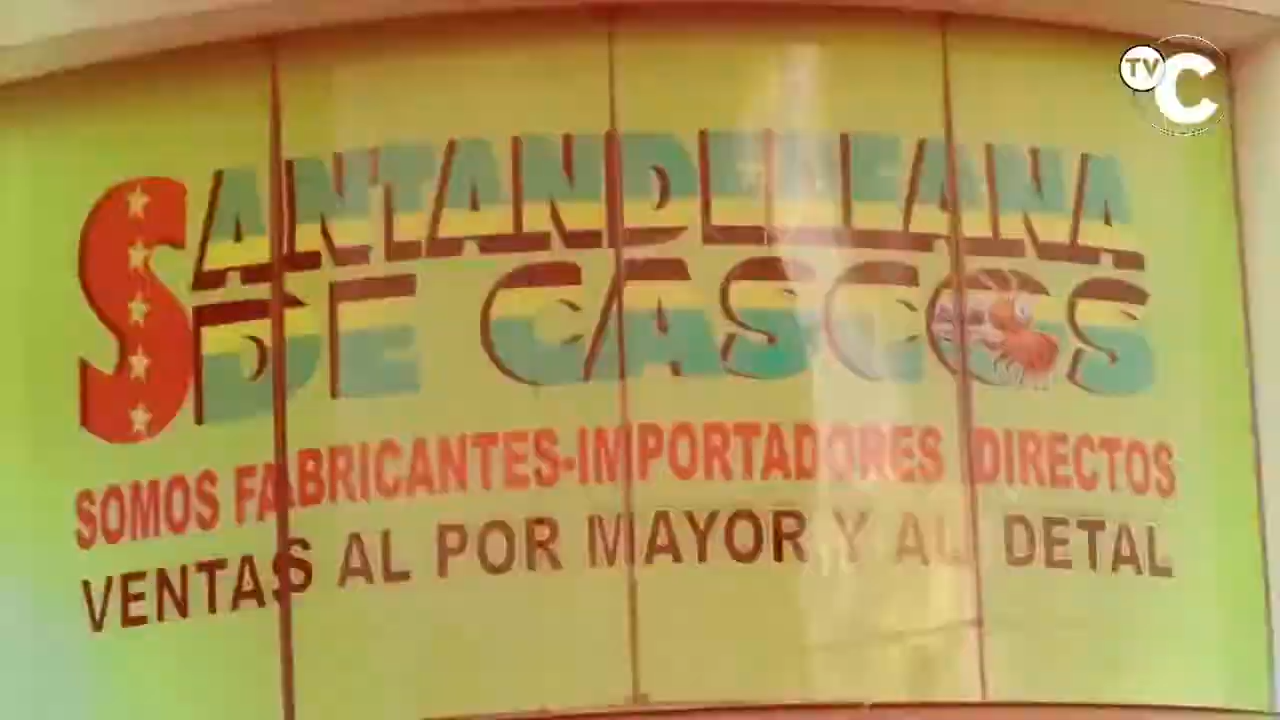 TV C
SANTANDEREANA
DE CASCOS
SOMOS FABRICANTES-IMPORTADORES DIRECTOS
VENTAS AL POR MAYOR Y AL DETAL